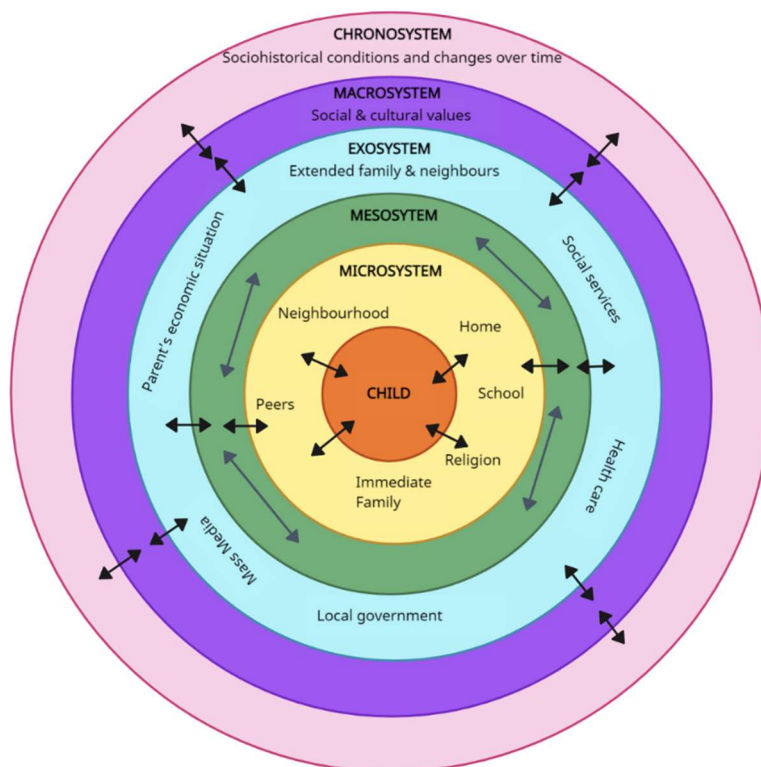 CHRONOSYSTEM
Sociohistorical conditions and changes over time
MACROSYSTEM
Social & cultural values
EXOSYSTEM
Extended family & neighbours
MESOSYTEM
MICROSYSTEM
Neighbourhood
Home
CHILD
School
Peers
Religion
Immediate
Family
Parent's economic situation
Social services
Health care
Mass Media
Local government